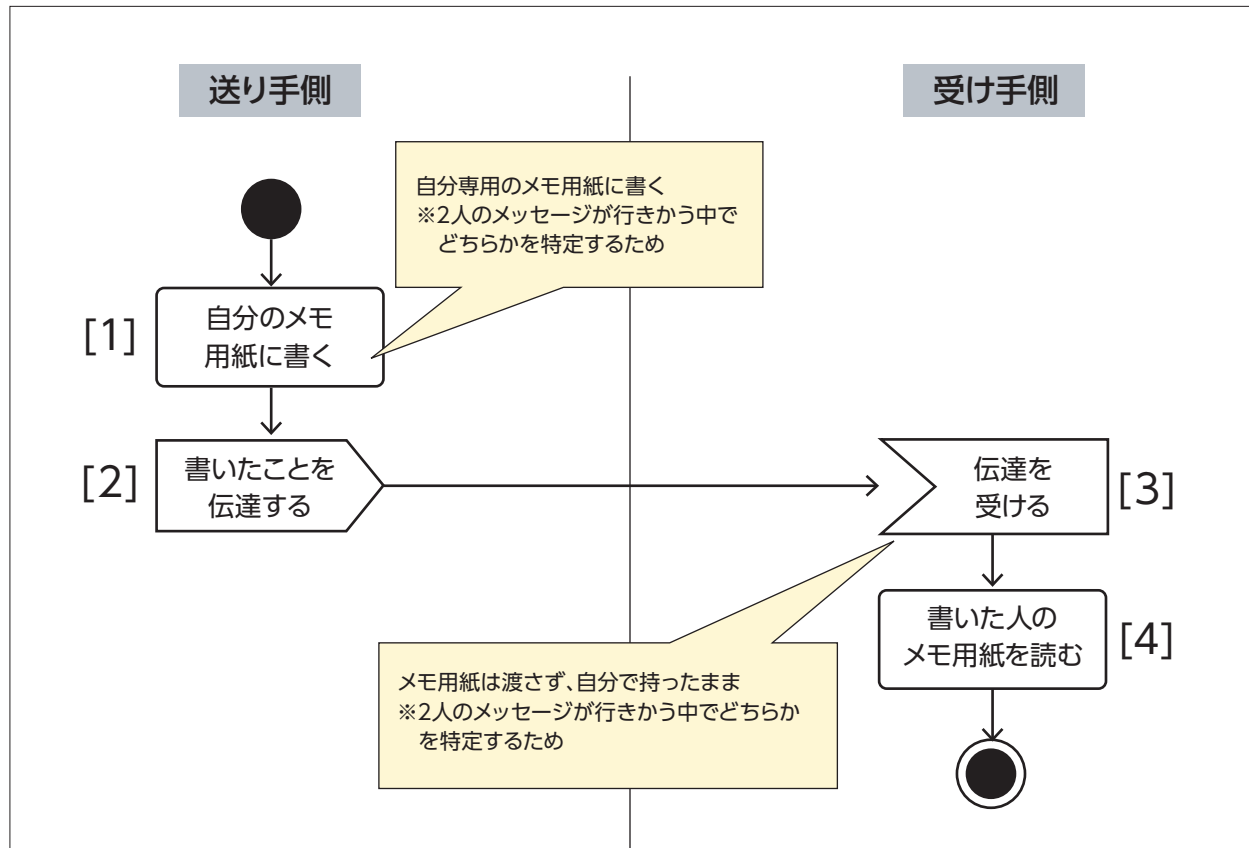 送り手側
受け手側
自分専用のメモ用紙に書く
※2人のメッセージが行きかう中で
どちらかを特定するため
[1]
自分のメモ
用紙に書く
[2]
書いたことを
伝達する
伝達を
受ける
[3]
書いた人の
メモ用紙を読む
[4]
メモ用紙は渡さず、自分で持ったまま
※2人のメッセージが行きかう中でどちらか
を特定するため